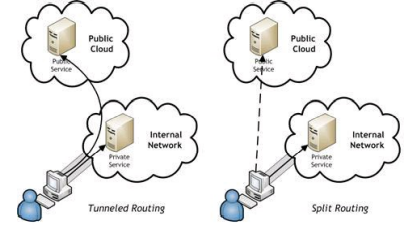 Public
Cloud
Public
Service
Internal
Network
Private
Service
Tunneled Routing
Public
Cloud
Public
Service
Internal
Network
Private
Service
Split Routing